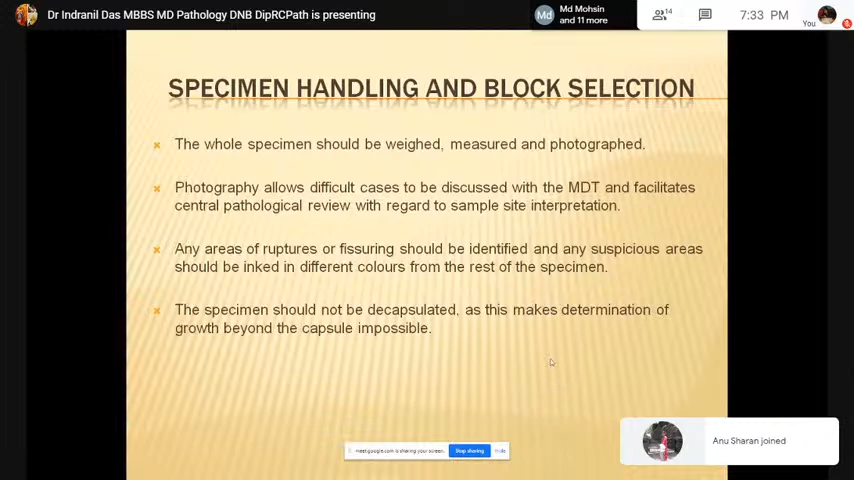 Dr Indranil Das MBBS MD Pathology DNB DipRCPath is presenting
Md
Md Mohsin
and 11 more
14
7:33 PM
You
SPECIMEN HANDLING AND BLOCK SELECTION
The whole specimen should be weighed, measured and photographed.
Photography allows difficult cases to be discussed with the MDT and facilitates
central pathological review with regard to sample site interpretation.
Any areas of ruptures or fissuring should be identified and any suspicious areas
should be inked in different colours from the rest of the specimen.
The specimen should not be decapsulated, as this makes determination of
growth beyond the capsule impossible.
Anu Sharan joined
meet.google.com is sharing your screen.
Stop sharing
Hide